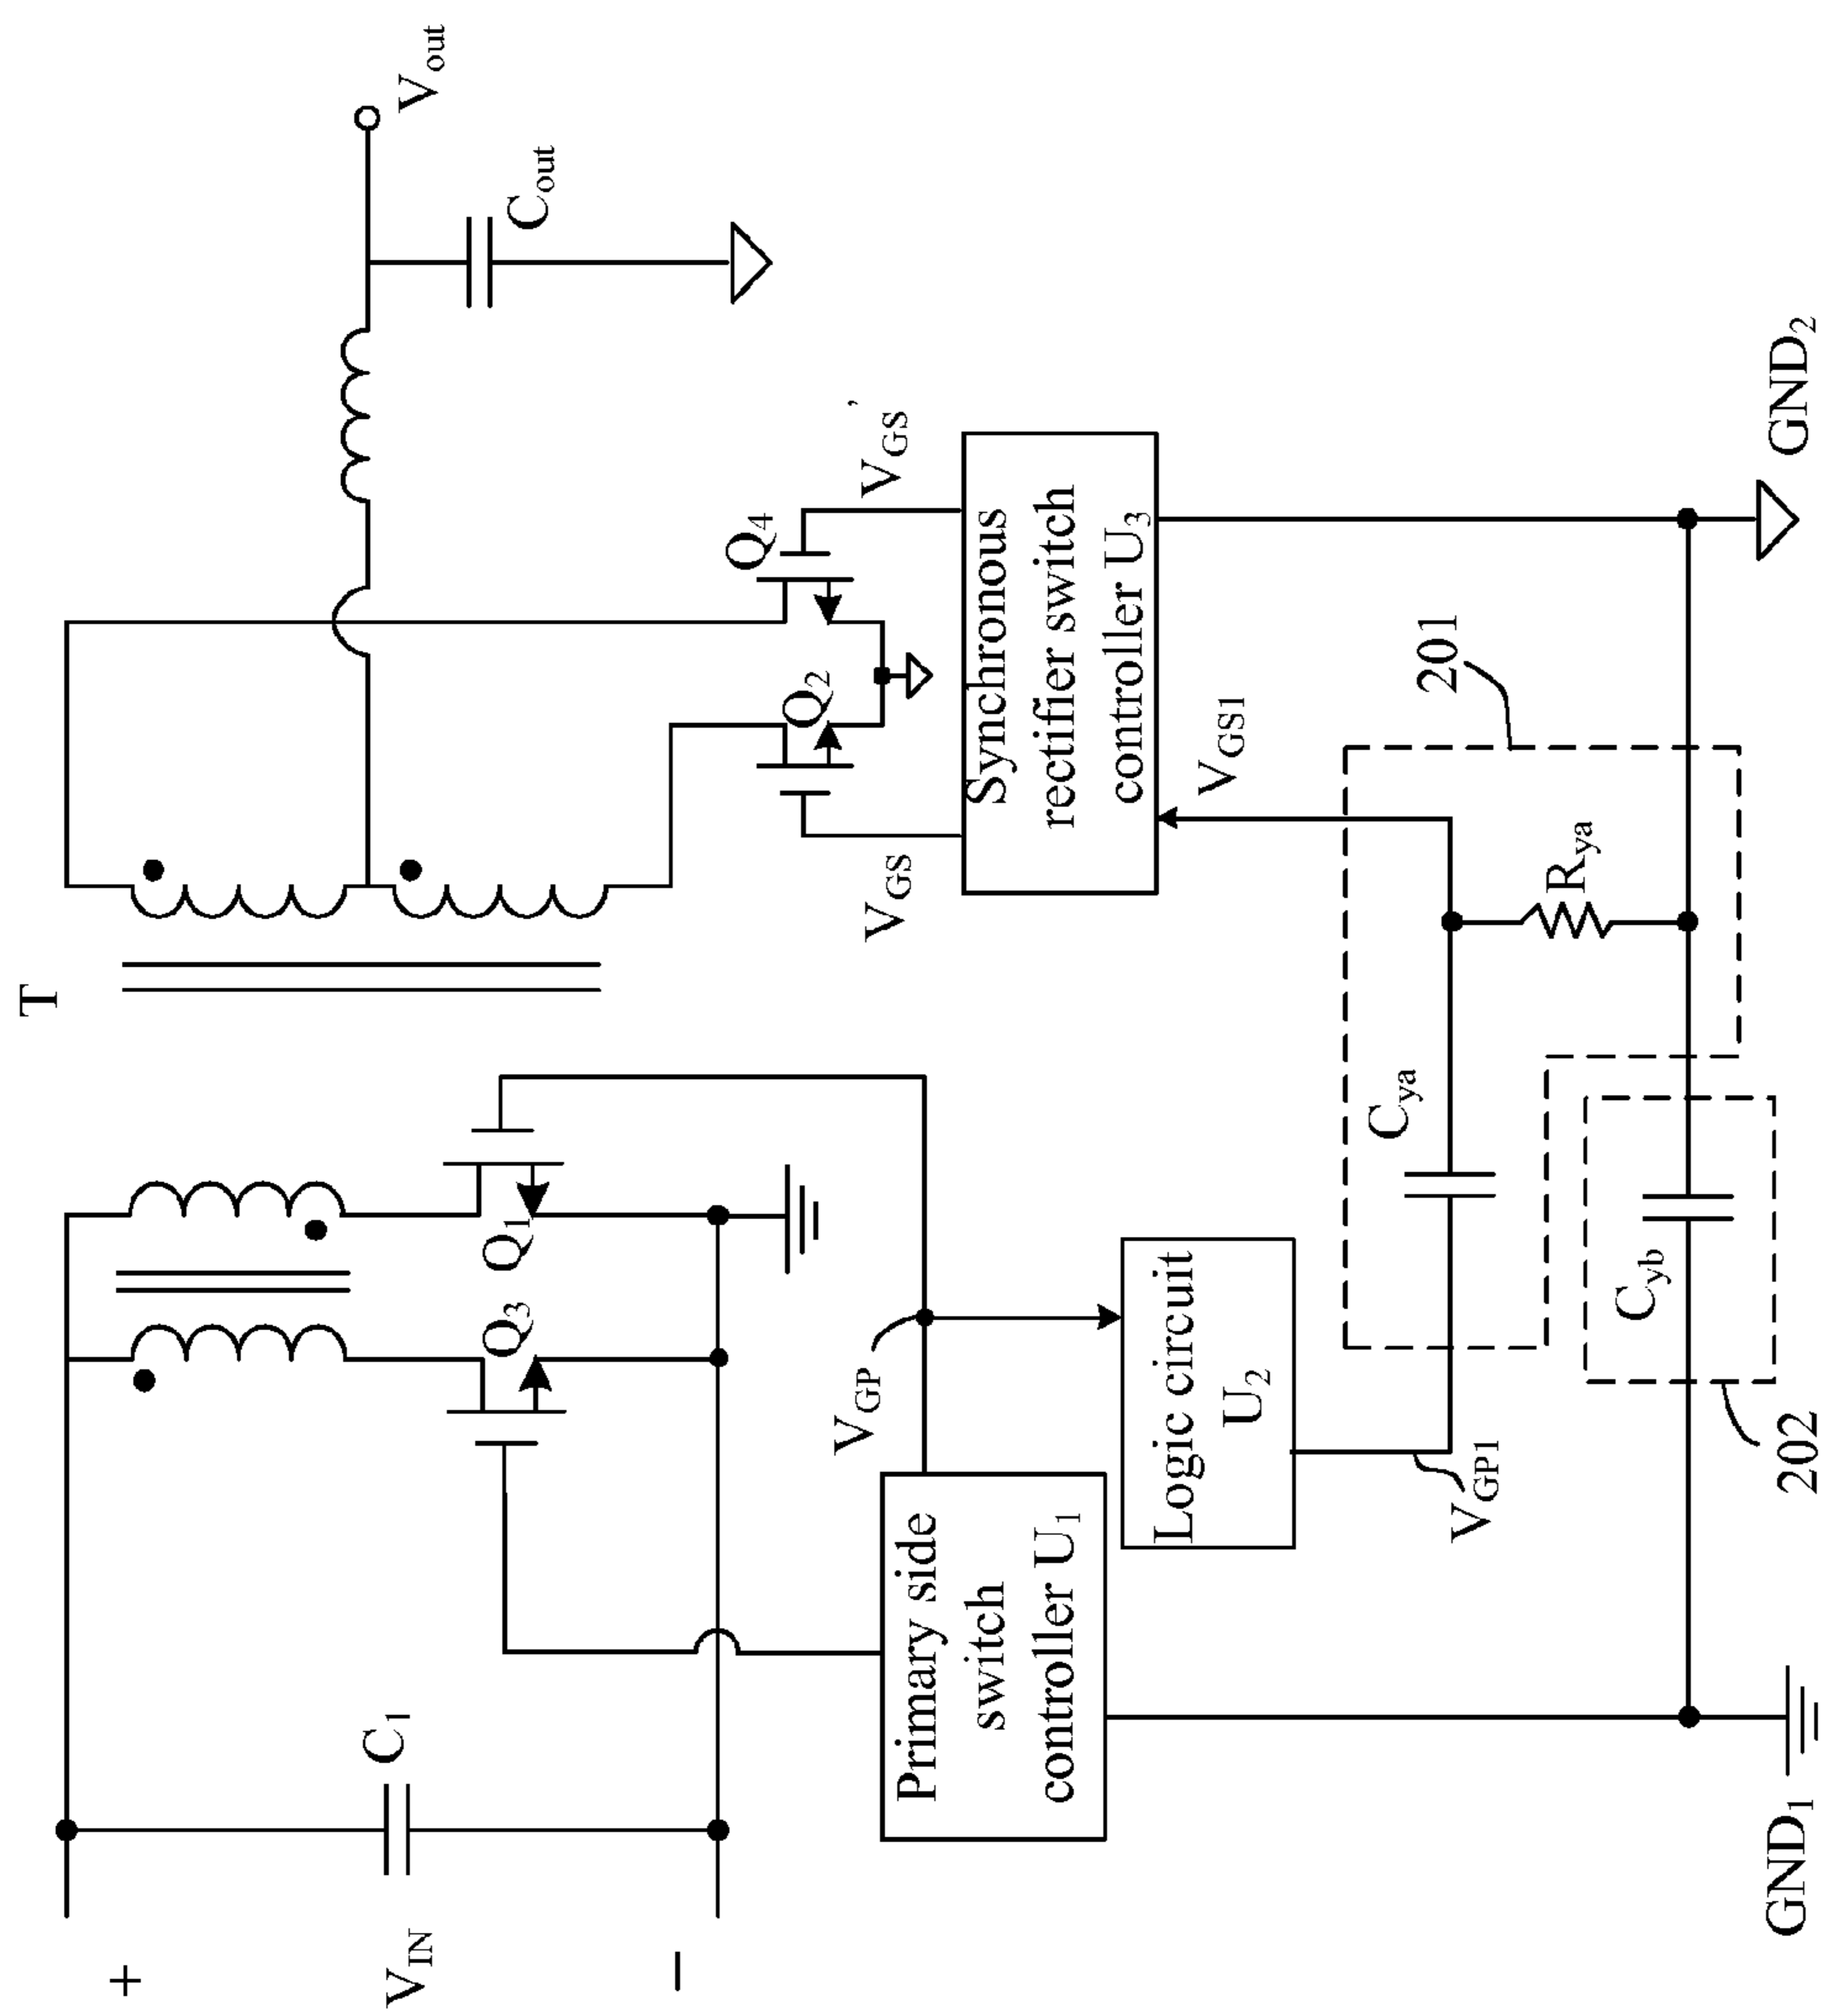 T
V_out
C_out
+
V_IN
−
C_1
Q_3
Q_1
Q_2
Q_4
V_GP
V_GS
V_GS'
Primary side
switch
controller U_1
Logic circuit
U_2
Synchronous
rectifier switch
controller U_3
V_GP1
V_GS1
C_ya
R_ya
201
C_yb
202
GND_1
GND_2